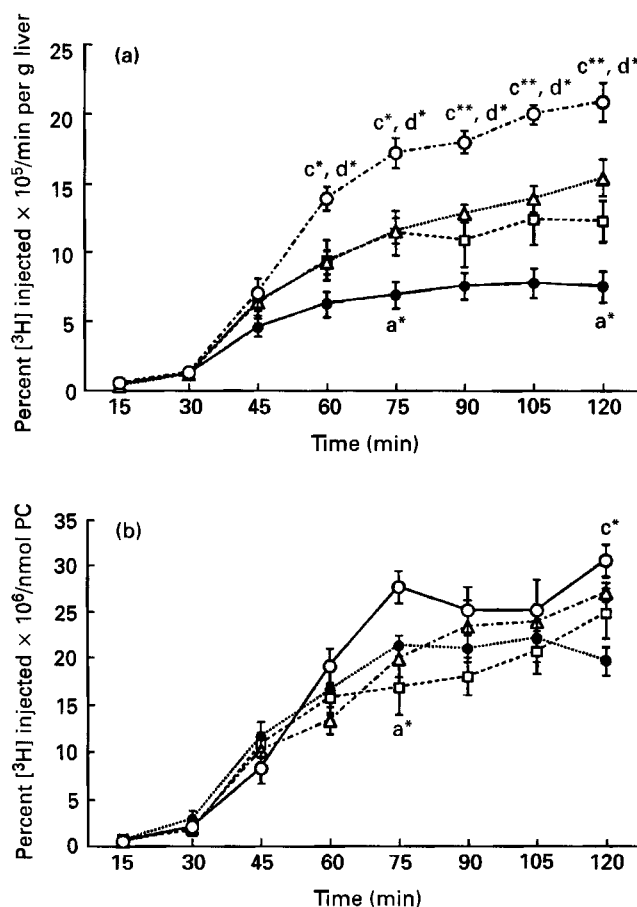 (a)
Percent [³H] injected × 10⁵/min per g liver
25
20
15
10
5
0
c*, d*
c*, d*
c**, d*
c**, d*
c**, d*
a*
a*
15 30 45 60 75 90 105 120
Time (min)
(b)
Percent [³H] injected × 10⁶/nmol PC
35
30
25
20
15
10
5
0
c*
a*
15 30 45 60 75 90 105 120
Time (min)